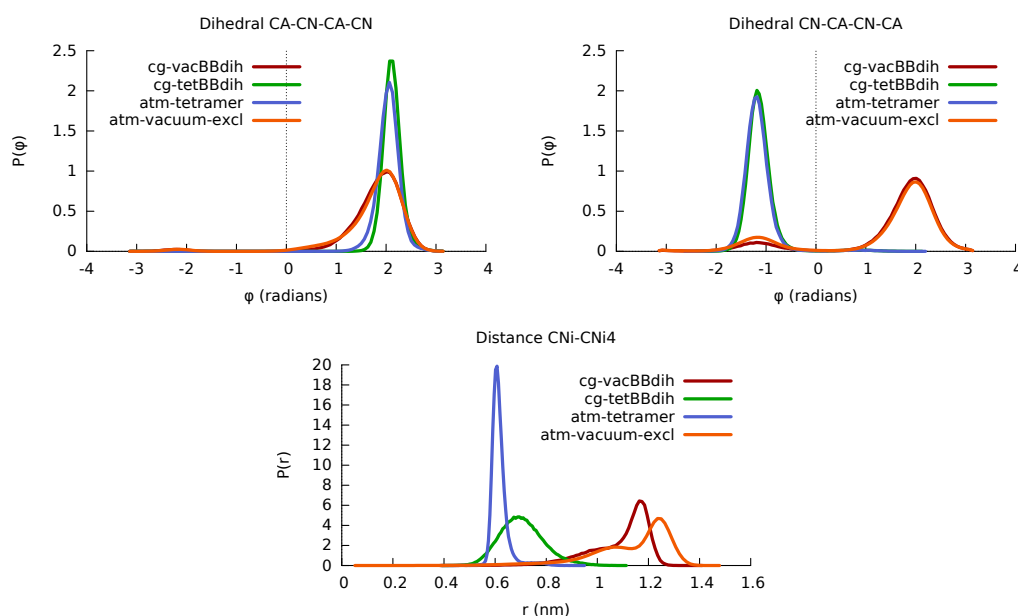 Dihedral CA-CN-CA-CN
2.5
2
1.5
1
0.5
0
-4 -3 -2 -1 0 1 2 3 4
P(φ)
φ (radians)
cg-vacBBdih
cg-tetBBdih
atm-tetramer
atm-vacuum-excl
Dihedral CN-CA-CN-CA
2.5
2
1.5
1
0.5
0
-4 -3 -2 -1 0 1 2 3 4
P(φ)
φ (radians)
cg-vacBBdih
cg-tetBBdih
atm-tetramer
atm-vacuum-excl
Distance CNi-CNi4
20
18
16
14
12
10
8
6
4
2
0
0 0.2 0.4 0.6 0.8 1 1.2 1.4 1.6
P(r)
r (nm)
cg-vacBBdih
cg-tetBBdih
atm-tetramer
atm-vacuum-excl